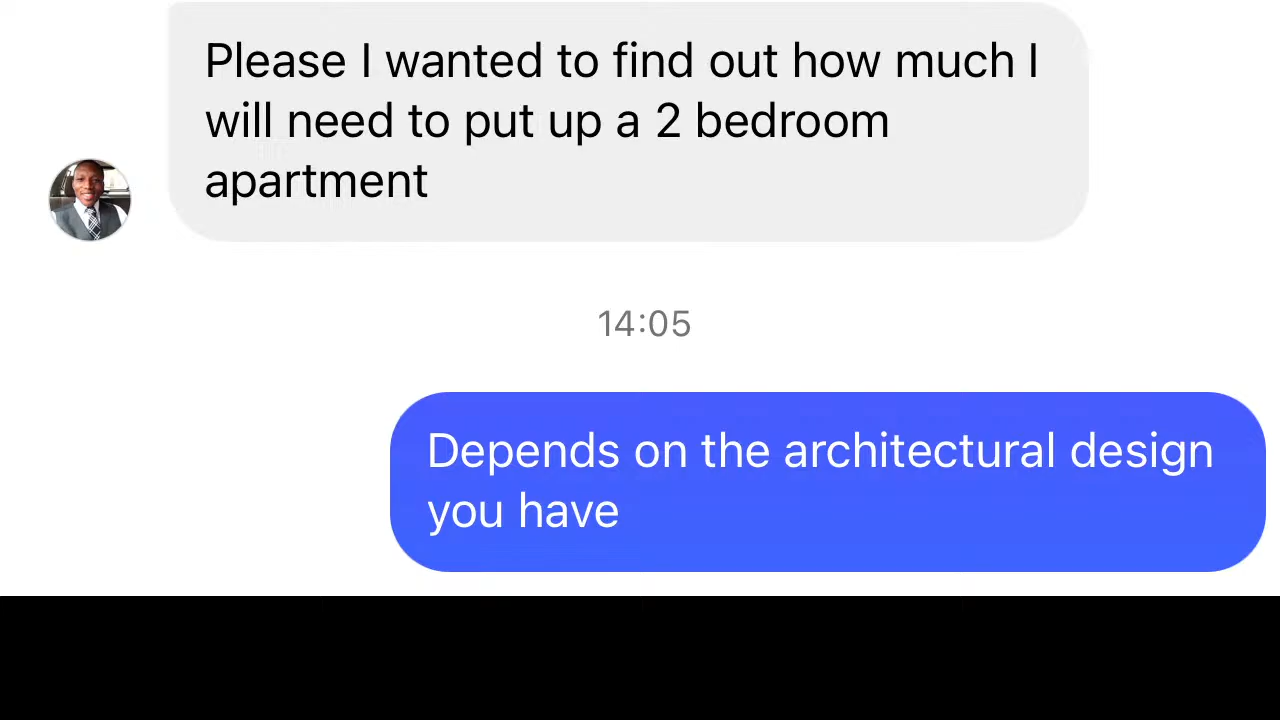 Please I wanted to find out how much I
will need to put up a 2 bedroom
apartment
14:05
Depends on the architectural design
you have